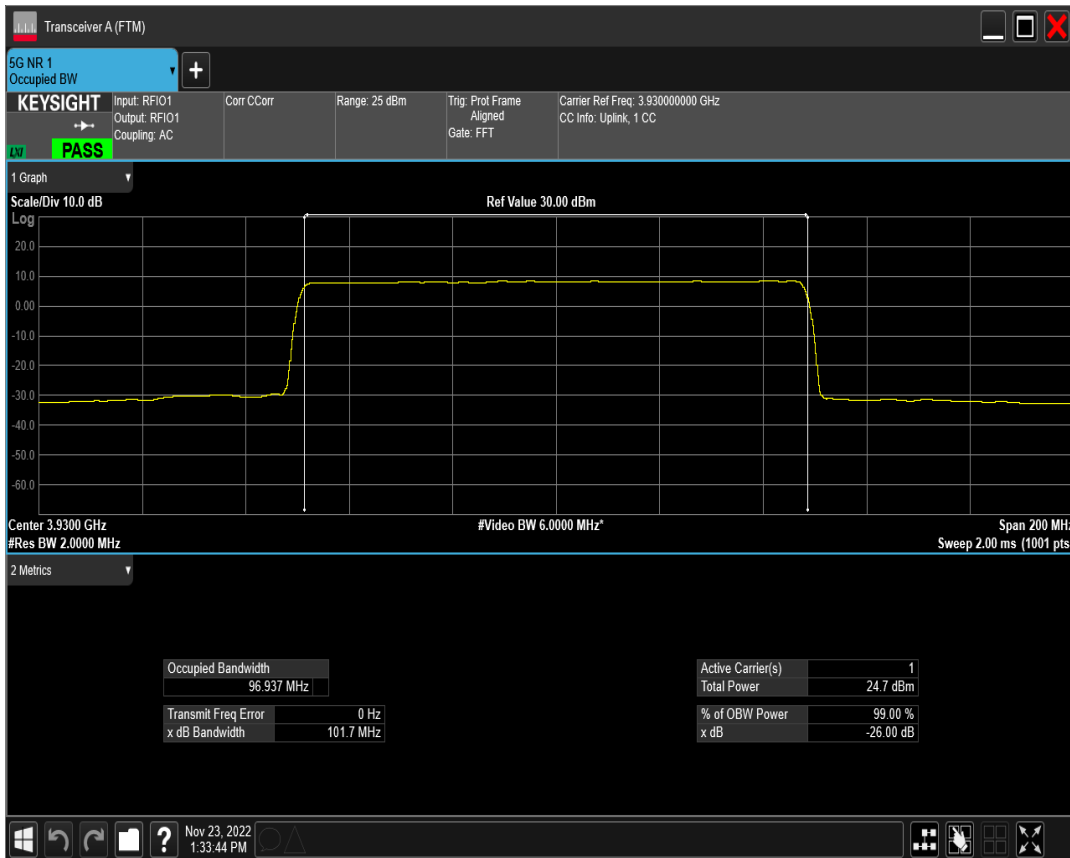 Transceiver A (FTM)
5G NR 1
Occupied BW
+
KEYSIGHT
LXI
PASS
Input: RFIO1
Output: RFIO1
Coupling: AC
Corr CCorr
Range: 25 dBm
Trig: Prot Frame
Aligned
Gate: FFT
Carrier Ref Freq: 3.930000000 GHz
CC Info: Uplink, 1 CC
1 Graph
Scale/Div 10.0 dB
Ref Value 30.00 dBm
Log
20.0
10.0
0.00
-10.0
-20.0
-30.0
-40.0
-50.0
-60.0
Center 3.9300 GHz
#Video BW 6.0000 MHz*
Span 200 MHz
#Res BW 2.0000 MHz
Sweep 2.00 ms (1001 pts
2 Metrics
Occupied Bandwidth
96.937 MHz
Transmit Freq Error 0 Hz
x dB Bandwidth 101.7 MHz
Active Carrier(s) 1
Total Power 24.7 dBm
% of OBW Power 99.00 %
x dB -26.00 dB
?
Nov 23, 2022
1:33:44 PM